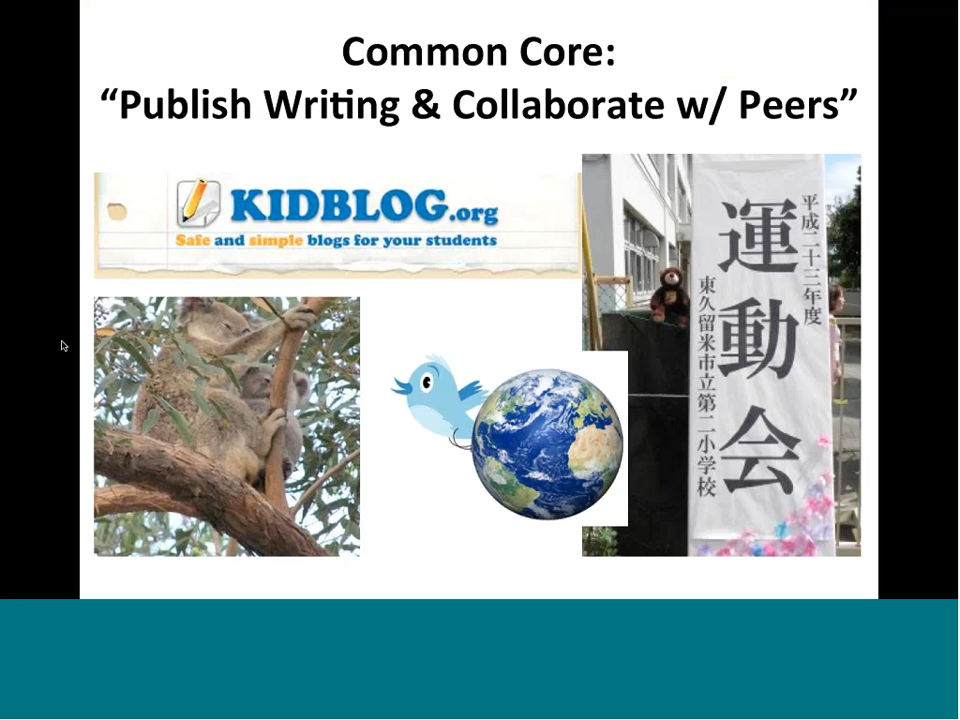 Common Core:
“Publish Writing & Collaborate w/ Peers”
KIDBLOG.org
Safe and simple blogs for your students
平成二十三年度
運動会
東久留米市立第二小学校